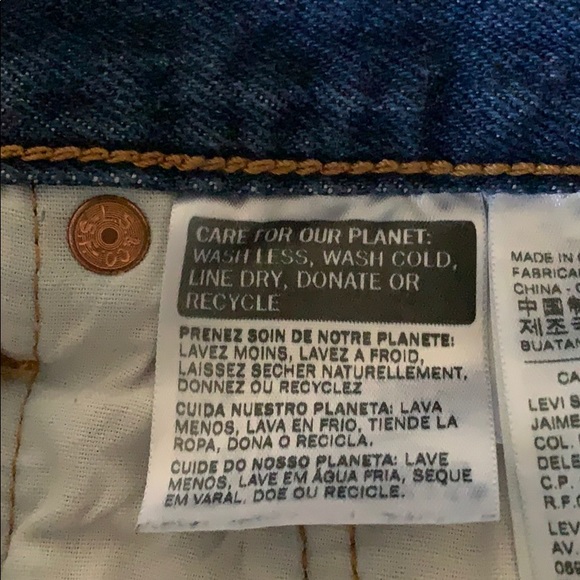 CARE FOR OUR PLANET:
WASH LESS, WASH COLD,
LINE DRY, DONATE OR
RECYCLE
PRENEZ SOIN DE NOTRE PLANETE:
LAVEZ MOINS, LAVEZ A FROID,
LAISSEZ SECHER NATURELLEMENT,
DONNEZ OU RECYCLEZ
CUIDA NUESTRO PLANETA: LAVA
MENOS, LAVA EN FRIO, TIENDE LA
ROPA, DONA O RECICLA.
CUIDE DO NOSSO PLANETA: LAVE
MENOS, LAVE EM ÁGUA FRIA, SEQUE
EM VARAL, DOE OU RECICLE.
MADE IN
FABRICA
CHINA -
中国
제조
BUATAN
CA
LEVI S
JAIME
COL.
DELE
C.P.
R.F.
LEV
AV.